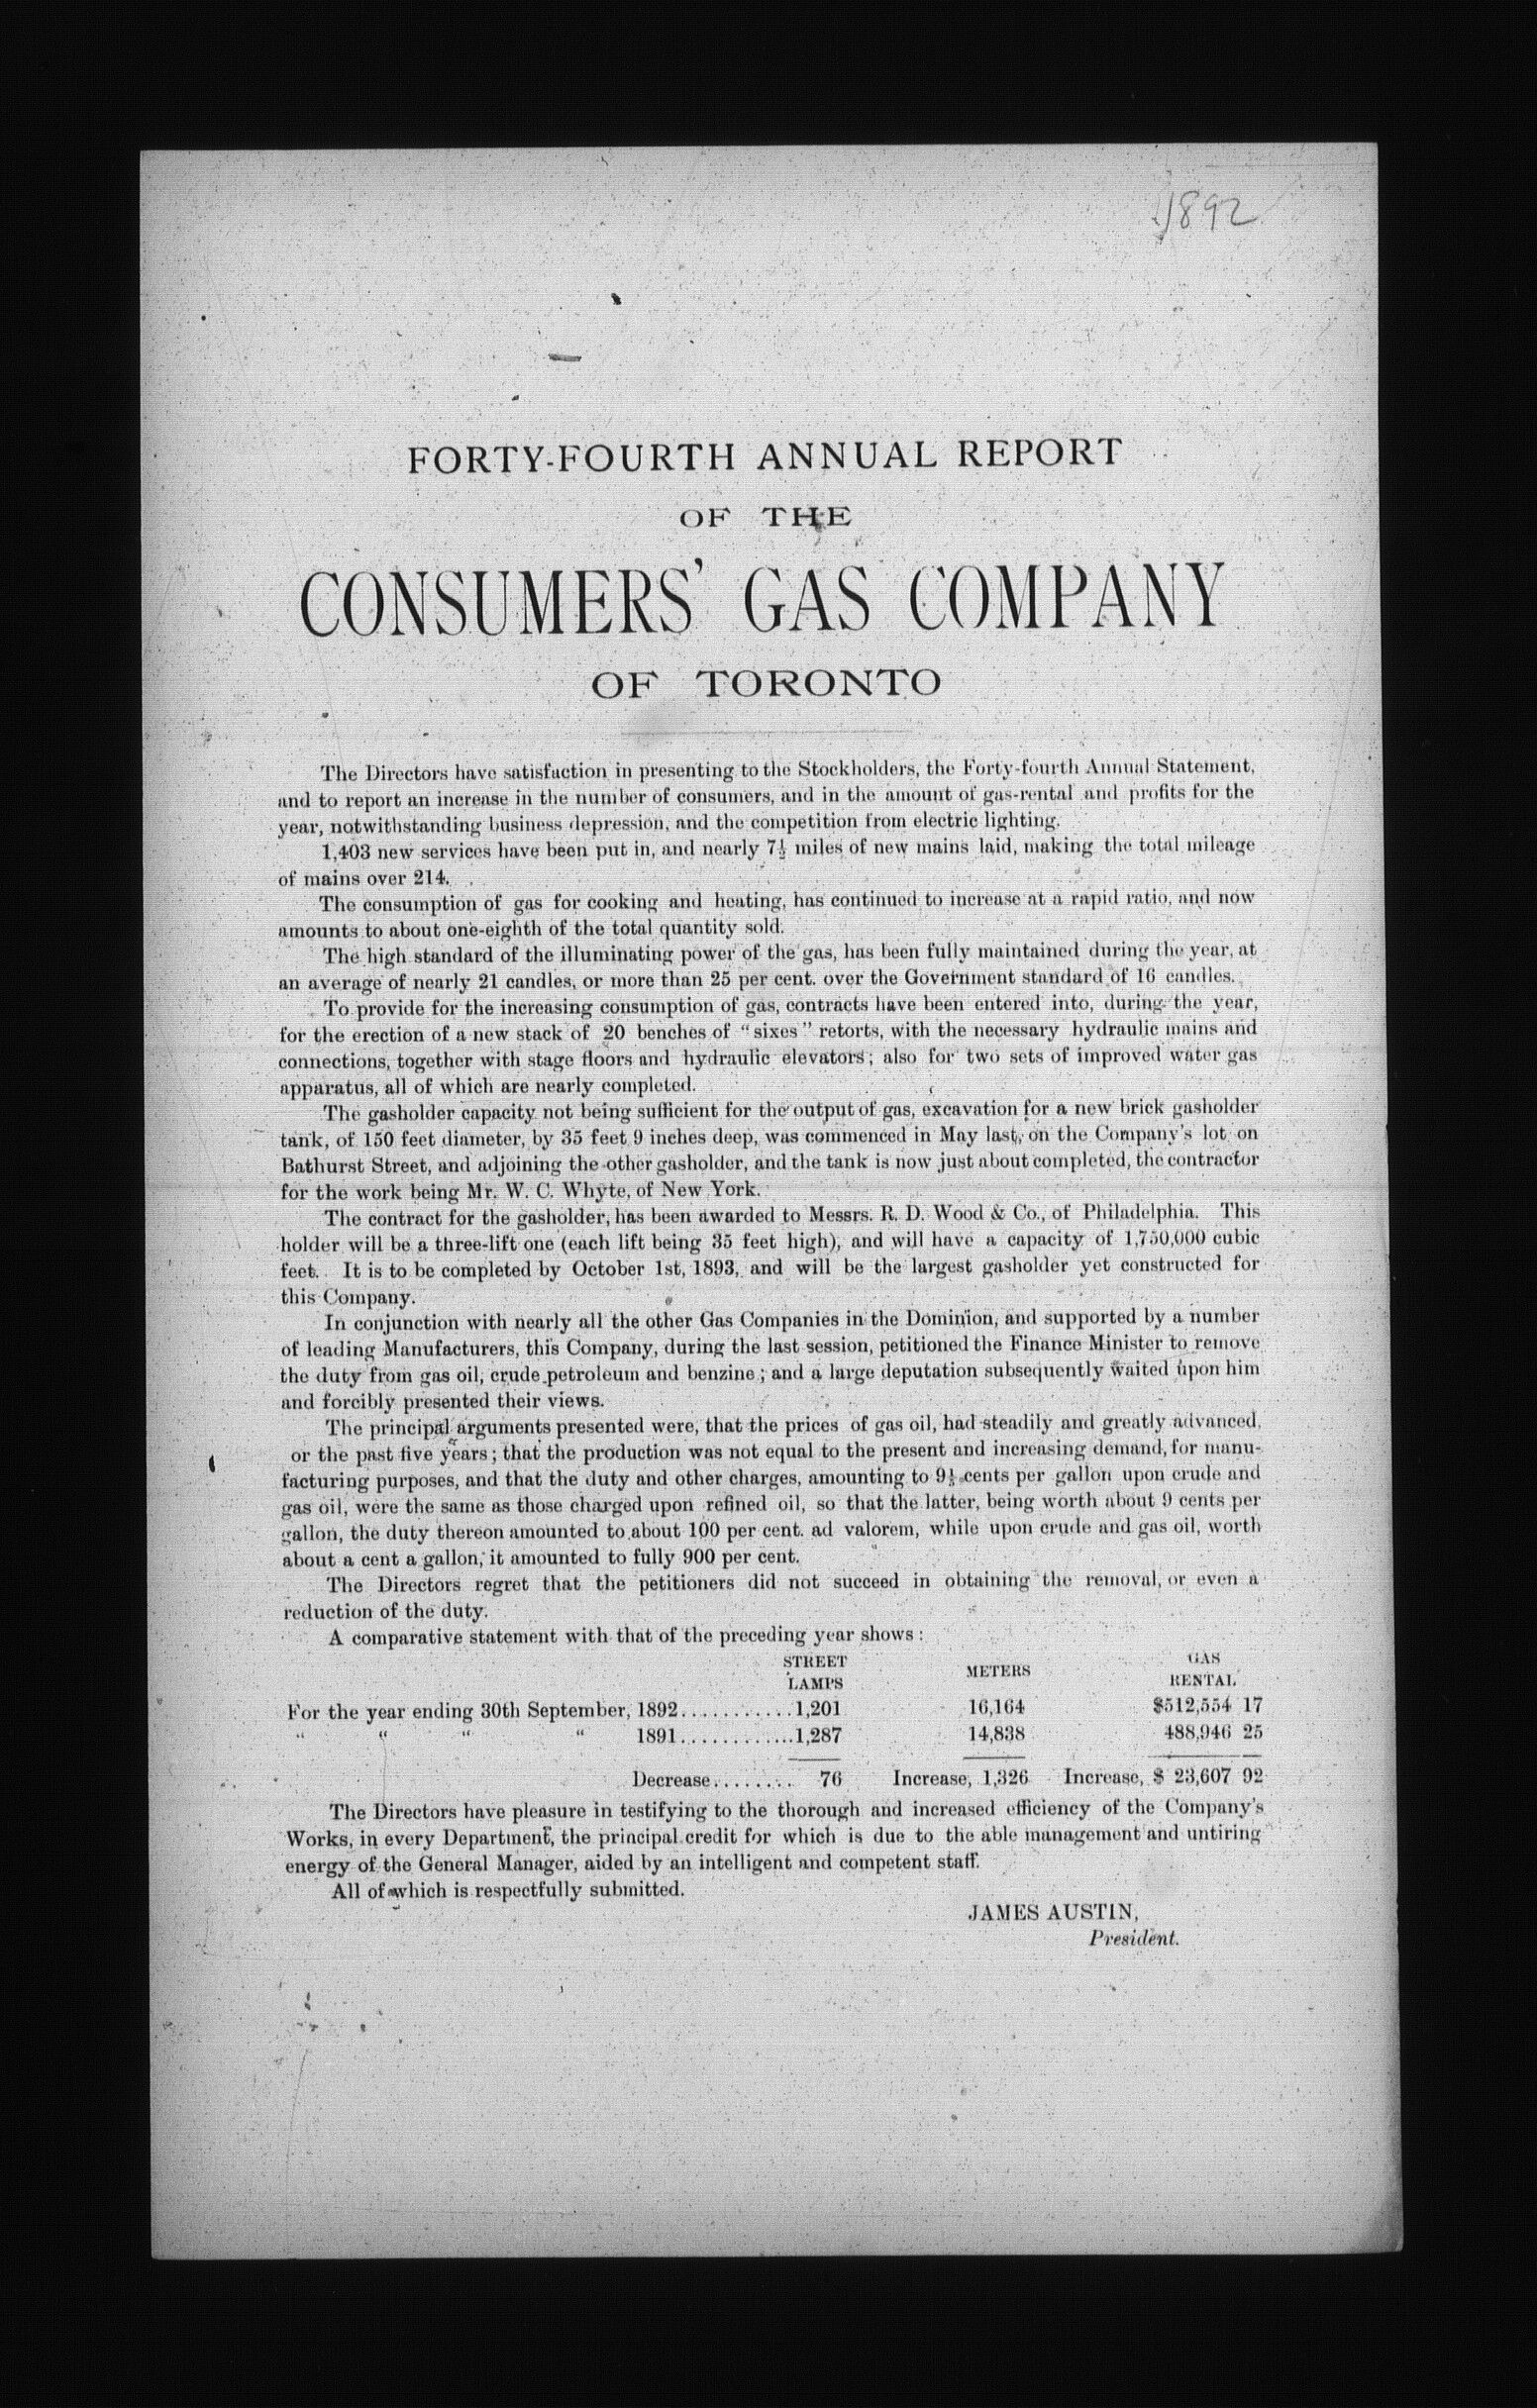 1892
FORTY-FOURTH ANNUAL REPORT
OF THE
CONSUMERS' GAS COMPANY
OF TORONTO
The Directors have satisfaction in presenting to the Stockholders, the Forty-fourth Annual Statement,
and to report an increase in the number of consumers, and in the amount of gas-rental and profits for the
year, notwithstanding business depression, and the competition from electric lighting.
1,403 new services have been put in, and nearly 7½ miles of new mains laid, making the total mileage
of mains over 214.
The consumption of gas for cooking and heating, has continued to increase at a rapid ratio, and now
amounts to about one-eighth of the total quantity sold.
The high standard of the illuminating power of the gas, has been fully maintained during the year, at
an average of nearly 21 candles, or more than 25 per cent. over the Government standard of 16 candles.
To provide for the increasing consumption of gas, contracts have been entered into, during the year,
for the erection of a new stack of 20 benches of "sixes" retorts, with the necessary hydraulic mains and
connections, together with stage floors and hydraulic elevators; also for two sets of improved water gas
apparatus, all of which are nearly completed.
The gasholder capacity not being sufficient for the output of gas, excavation for a new brick gasholder
tank, of 150 feet diameter, by 35 feet 9 inches deep, was commenced in May last, on the Company's lot on
Bathurst Street, and adjoining the other gasholder, and the tank is now just about completed, the contractor
for the work being Mr. W. C. Whyte, of New York.
The contract for the gasholder, has been awarded to Messrs. R. D. Wood & Co., of Philadelphia. This
holder will be a three-lift one (each lift being 35 feet high), and will have a capacity of 1,750,000 cubic
feet. It is to be completed by October 1st, 1893, and will be the largest gasholder yet constructed for
this Company.
In conjunction with nearly all the other Gas Companies in the Dominion, and supported by a number
of leading Manufacturers, this Company, during the last session, petitioned the Finance Minister to remove
the duty from gas oil, crude petroleum and benzine; and a large deputation subsequently waited upon him
and forcibly presented their views.
The principal arguments presented were, that the prices of gas oil, had steadily and greatly advanced,
or the past five years; that the production was not equal to the present and increasing demand, for manu-
facturing purposes, and that the duty and other charges, amounting to 9½ cents per gallon upon crude and
gas oil, were the same as those charged upon refined oil, so that the latter, being worth about 9 cents per
gallon, the duty thereon amounted to about 100 per cent. ad valorem, while upon crude and gas oil, worth
about a cent a gallon, it amounted to fully 900 per cent.
The Directors regret that the petitioners did not succeed in obtaining the removal, or even a
reduction of the duty.
A comparative statement with that of the preceding year shows:
STREET LAMPS METERS GAS RENTAL
For the year ending 30th September, 1892............1,201 16,164 $512,554 17
" " " " 1891............1,287 14,838 488,946 25
Decrease........ 76 Increase, 1,326 Increase, $ 23,607 92
The Directors have pleasure in testifying to the thorough and increased efficiency of the Company's
Works, in every Department, the principal credit for which is due to the able management and untiring
energy of the General Manager, aided by an intelligent and competent staff.
All of which is respectfully submitted.
JAMES AUSTIN,
President.